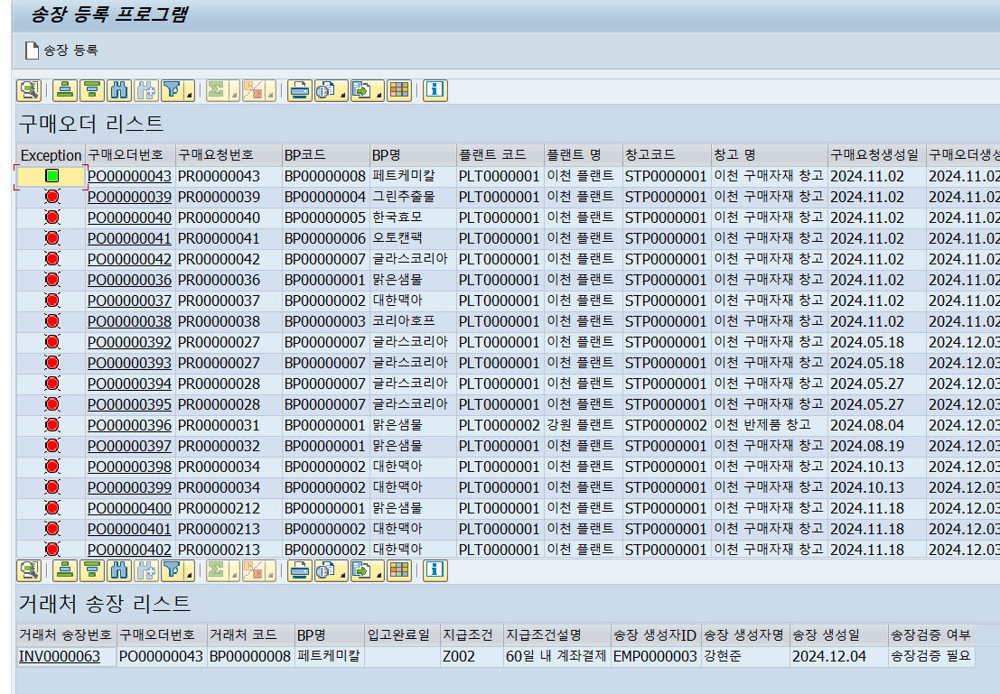 송장 등록 프로그램
송장 등록
구매오더 리스트
Exception 구매오더번호 구매요청번호 BP코드 BP명 플랜트 코드 플랜트 명 창고코드 창고 명 구매요청생성일 구매오더생성
PO00000043 PR00000043 BP00000008 페트케미칼 PLT0000001 이천 플랜트 STP0000001 이천 구매자재 창고 2024.11.02 2024.11.02
PO00000039 PR00000039 BP00000004 그린추출물 PLT0000001 이천 플랜트 STP0000001 이천 구매자재 창고 2024.11.02 2024.11.02
PO00000040 PR00000040 BP00000005 한국효모 PLT0000001 이천 플랜트 STP0000001 이천 구매자재 창고 2024.11.02 2024.11.02
PO00000041 PR00000041 BP00000006 오토캔팩 PLT0000001 이천 플랜트 STP0000001 이천 구매자재 창고 2024.11.02 2024.11.02
PO00000042 PR00000042 BP00000007 글라스코리아 PLT0000001 이천 플랜트 STP0000001 이천 구매자재 창고 2024.11.02 2024.11.02
PO00000036 PR00000036 BP00000001 맑은샘물 PLT0000001 이천 플랜트 STP0000001 이천 구매자재 창고 2024.11.02 2024.11.02
PO00000037 PR00000037 BP00000002 대한맥아 PLT0000001 이천 플랜트 STP0000001 이천 구매자재 창고 2024.11.02 2024.11.02
PO00000038 PR00000038 BP00000003 코리아호프 PLT0000001 이천 플랜트 STP0000001 이천 구매자재 창고 2024.11.02 2024.11.02
PO00000392 PR00000027 BP00000007 글라스코리아 PLT0000001 이천 플랜트 STP0000001 이천 구매자재 창고 2024.05.18 2024.12.03
PO00000393 PR00000027 BP00000007 글라스코리아 PLT0000001 이천 플랜트 STP0000001 이천 구매자재 창고 2024.05.18 2024.12.03
PO00000394 PR00000028 BP00000007 글라스코리아 PLT0000001 이천 플랜트 STP0000001 이천 구매자재 창고 2024.05.27 2024.12.03
PO00000395 PR00000028 BP00000007 글라스코리아 PLT0000001 이천 플랜트 STP0000001 이천 구매자재 창고 2024.05.27 2024.12.03
PO00000396 PR00000031 BP00000001 맑은샘물 PLT0000002 강원 플랜트 STP0000002 이천 반제품 창고 2024.08.04 2024.12.03
PO00000397 PR00000032 BP00000001 맑은샘물 PLT0000001 이천 플랜트 STP0000001 이천 구매자재 창고 2024.08.19 2024.12.03
PO00000398 PR00000034 BP00000002 대한맥아 PLT0000001 이천 플랜트 STP0000001 이천 구매자재 창고 2024.10.13 2024.12.03
PO00000399 PR00000034 BP00000002 대한맥아 PLT0000001 이천 플랜트 STP0000001 이천 구매자재 창고 2024.10.13 2024.12.03
PO00000400 PR00000212 BP00000001 맑은샘물 PLT0000001 이천 플랜트 STP0000001 이천 구매자재 창고 2024.11.18 2024.12.03
PO00000401 PR00000213 BP00000002 대한맥아 PLT0000001 이천 플랜트 STP0000001 이천 구매자재 창고 2024.11.18 2024.12.03
PO00000402 PR00000213 BP00000002 대한맥아 PLT0000001 이천 플랜트 STP0000001 이천 구매자재 창고 2024.11.18 2024.12.03
거래처 송장 리스트
거래처 송장번호 구매오더번호 거래처 코드 BP명 입고완료일 지급조건 지급조건설명 송장 생성자ID 송장 생성자명 송장 생성일 송장검증 여부
INV0000063 PO00000043 BP00000008 페트케미칼 Z002 60일 내 계좌결제 EMP0000003 강현준 2024.12.04 송장검증 필요